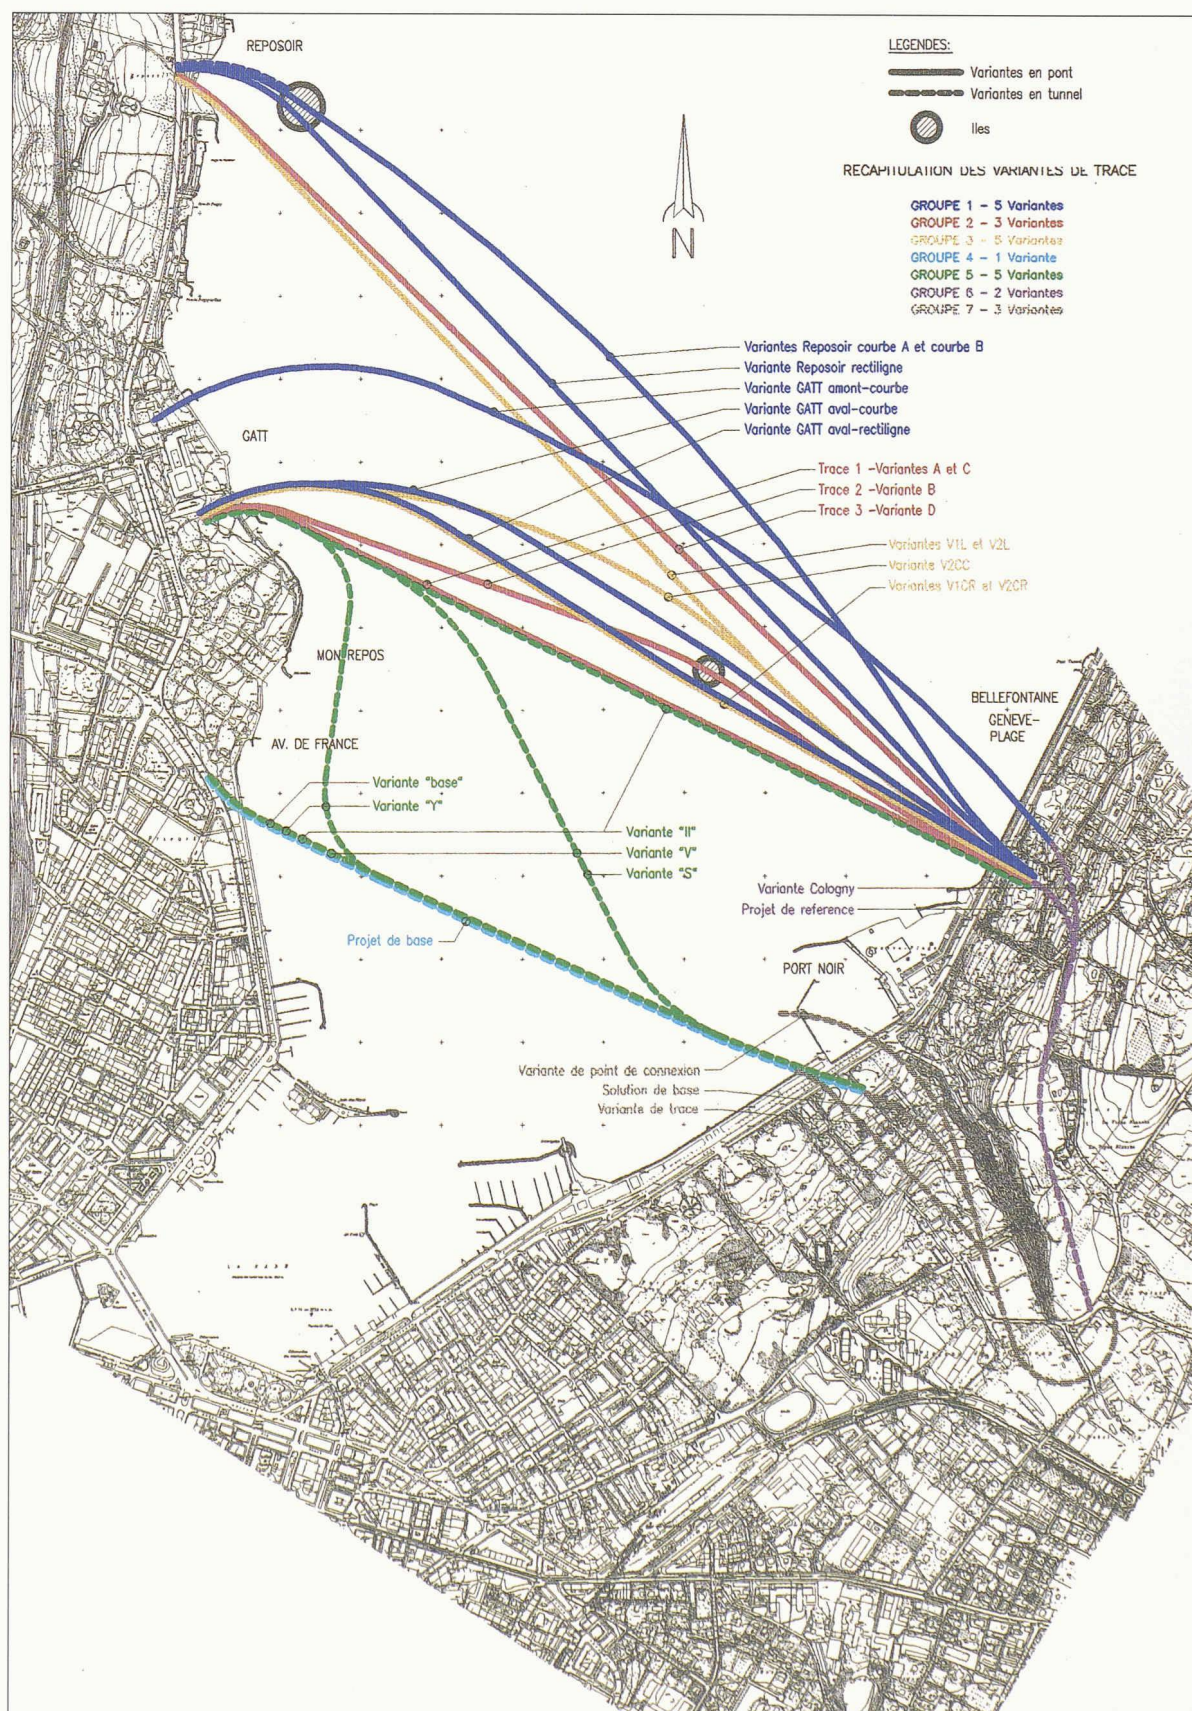 REPOSOIR
LEGENDES:
Variantes en pont
Variantes en tunnel
Iles
RECAPITULATION DES VARIANTES DE TRACE
GROUPE 1 - 5 Variantes
GROUPE 2 - 3 Variantes
GROUPE 3 - 5 Variantes
GROUPE 4 - 1 Variante
GROUPE 5 - 5 Variantes
GROUPE 6 - 2 Variantes
GROUPE 7 - 3 Variantes
N
Variantes Reposoir courbe A et courbe B
Variante Reposoir rectiligne
Variante GATT amont-courbe
Variante GATT aval-courbe
Variante GATT aval-rectiligne
GATT
Trace 1 -Variantes A et C
Trace 2 -Variante B
Trace 3 -Variante D
Variantes V1L et V2L
Variante V2CC
Variantes V1CR et V2CR
MON REPOS
BELLEFONTAINE
GENEVE-
PLAGE
AV. DE FRANCE
Variante "base"
Variante "Y"
Variante "II"
Variante "V"
Variante "S"
Variante Cologny
Projet de reference
Projet de base
PORT NOIR
Variante de point de connexion
Solution de base
Variante de trace